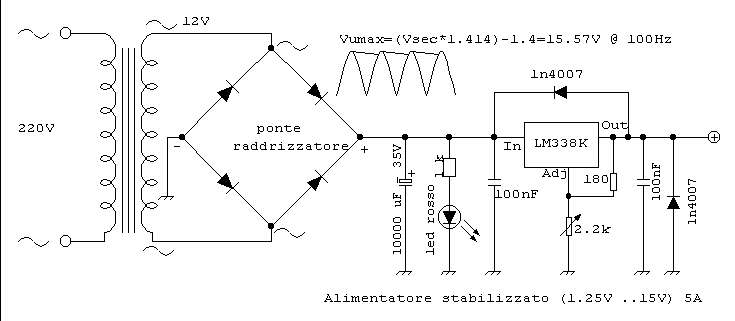 12V
Vumax=(Vsec*1.414)-1.4=15.57V @ 100Hz
1n4007
220V
ponte
raddrizzatore
-
+
In
LM338K
Out
+
Adj
10000 uF
35V
+
1k
led rosso
100nF
180
2.2k
100nF
1n4007
Alimentatore stabilizzato (1.25V ..15V) 5A